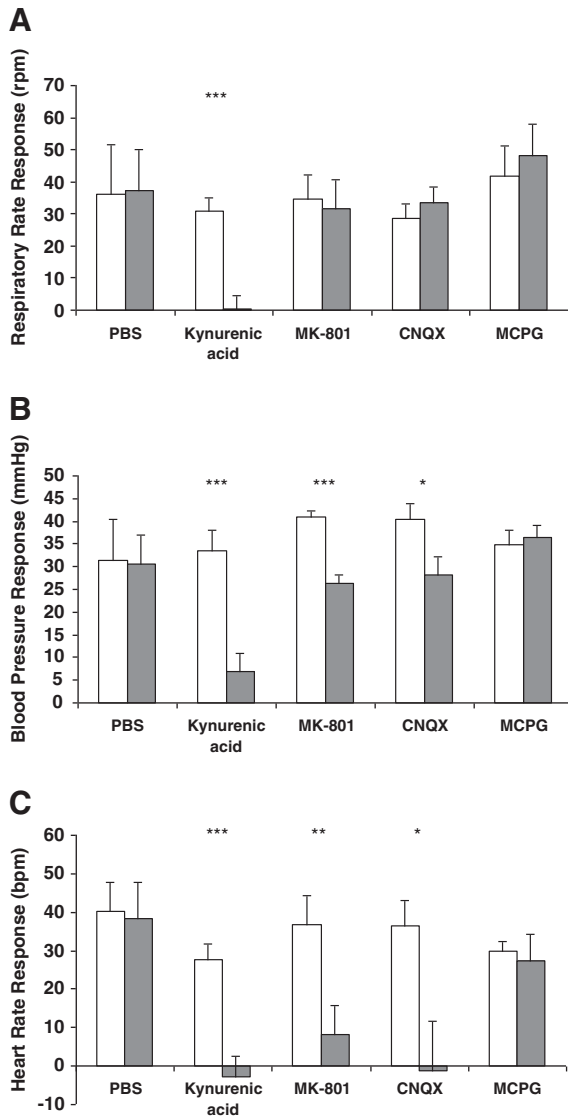 A
Respiratory Rate Response (rpm)
70
60
50
40
30
20
10
0
***
PBS
Kynurenic
acid
MK-801
CNQX
MCPG
B
Blood Pressure Response (mmHg)
50
45
40
35
30
25
20
15
10
5
0
***
***
*
PBS
Kynurenic
acid
MK-801
CNQX
MCPG
C
Heart Rate Response (bpm)
60
50
40
30
20
10
0
-10
***
**
*
PBS
Kynurenic
acid
MK-801
CNQX
MCPG